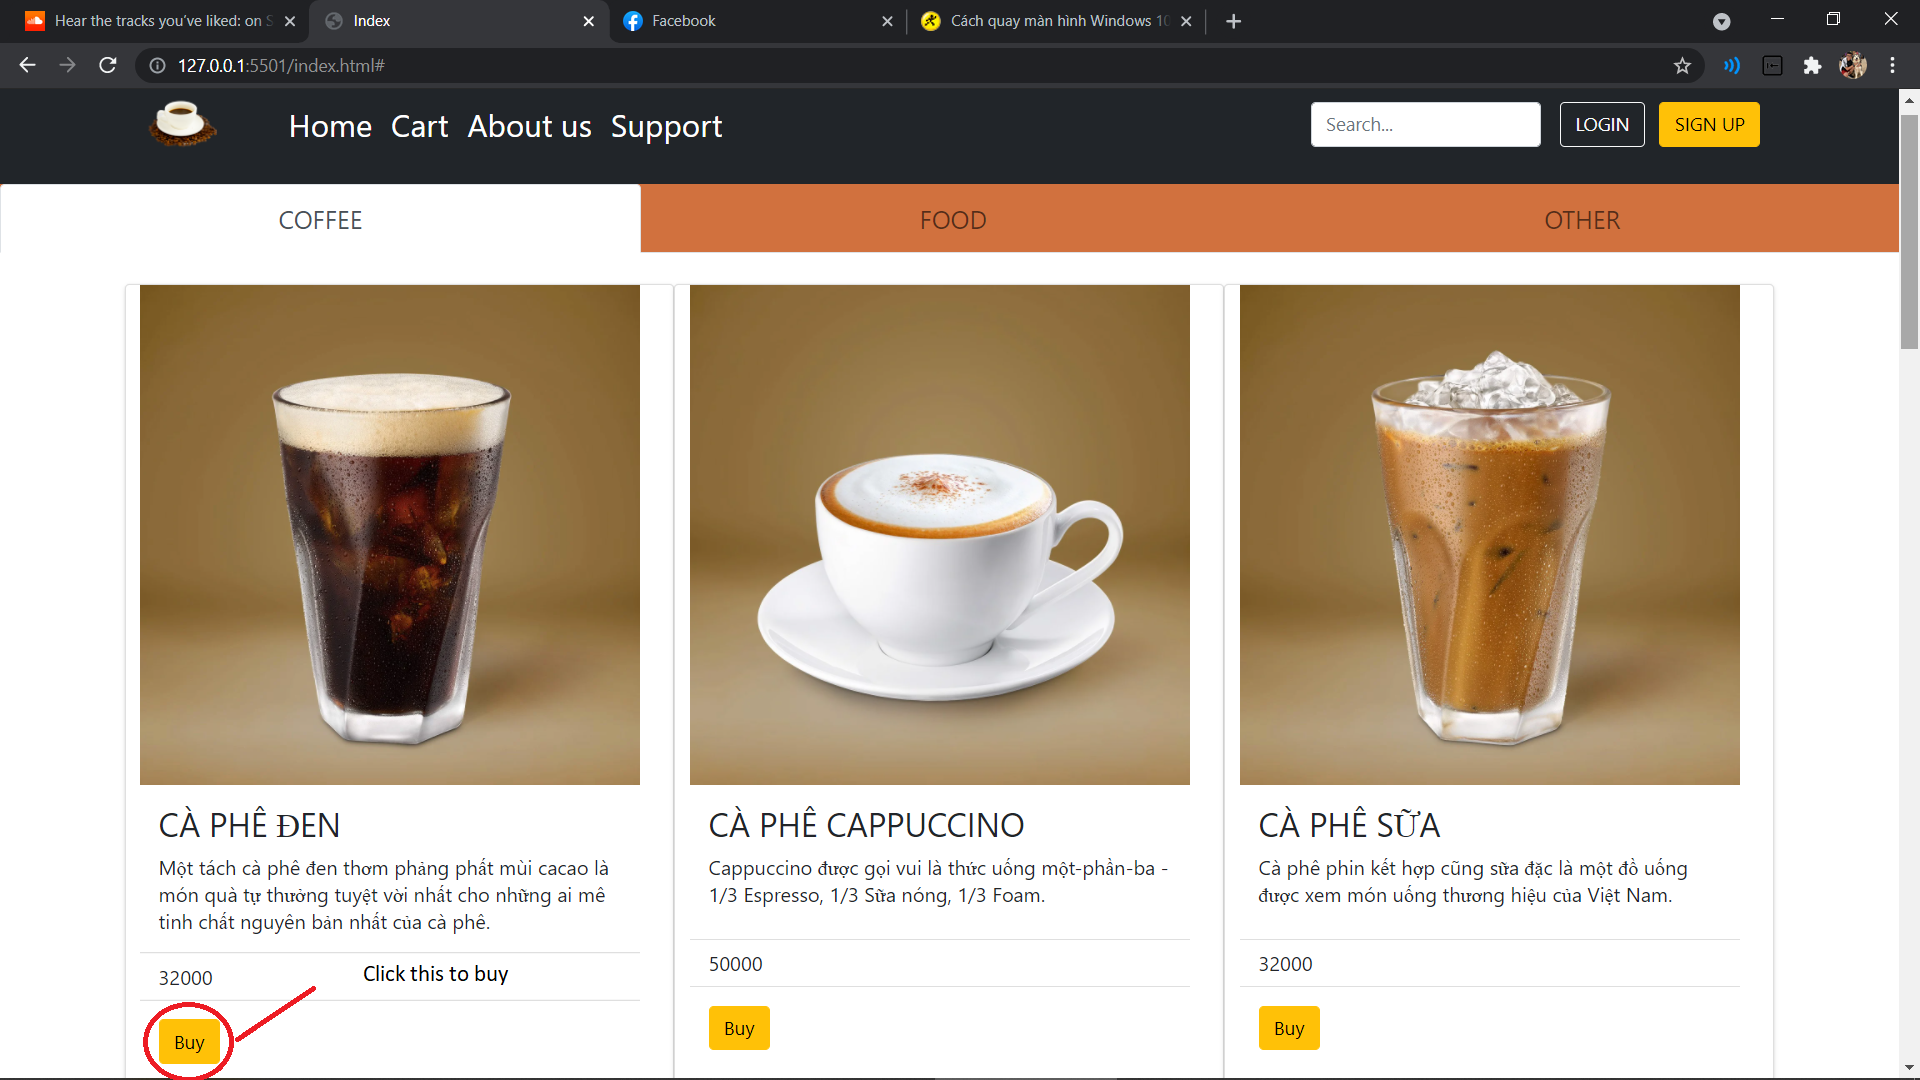 Hear the tracks you've liked: on S
Index
Facebook
Cách quay màn hình Windows 10
127.0.0.1:5501/index.html#
Home Cart About us Support
Search...
LOGIN
SIGN UP
COFFEE
FOOD
OTHER
CÀ PHÊ ĐEN
Một tách cà phê đen thơm phảng phất mùi cacao là
món quà tự thưởng tuyệt vời nhất cho những ai mê
tinh chất nguyên bản nhất của cà phê.
32000
Click this to buy
Buy
CÀ PHÊ CAPPUCCINO
Cappuccino được gọi vui là thức uống một-phần-ba -
1/3 Espresso, 1/3 Sữa nóng, 1/3 Foam.
50000
Buy
CÀ PHÊ SỮA
Cà phê phin kết hợp cũng sữa đặc là một đồ uống
được xem món uống thương hiệu của Việt Nam.
32000
Buy